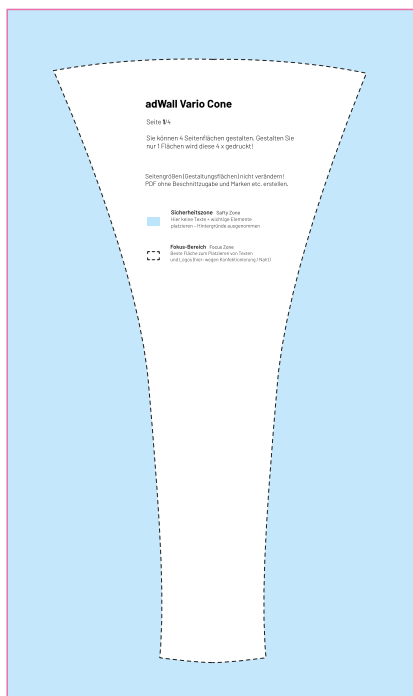 adWall Vario Cone
Seite 1/4
Sie können 4 Seitenflächen gestalten. Gestalten Sie
nur 1 Flächen wird diese 4 x gedruckt!
Seitengrößen (Gestaltungsflächen) nicht verändern!
PDF ohne Beschnittzugabe und Marken etc. erstellen.
Sicherheitszone Safty Zone
Hier keine Texte + wichtige Elemente
platzieren - Hintergründe ausgenommen
Fokus-Bereich Focus Zone
Beste Fläche zum Platzieren von Texten
und Logos (hier: wegen Konfektionierung / Naht)